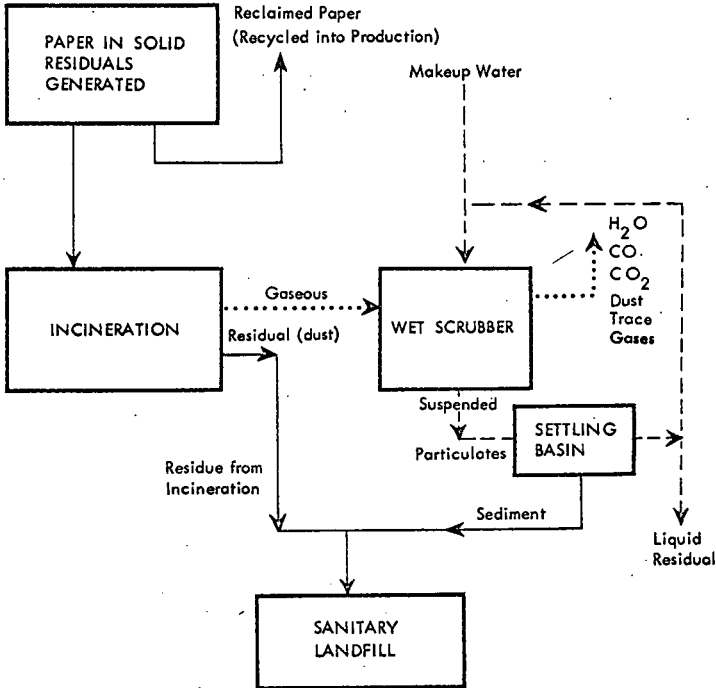 Reclaimed Paper
(Recycled into Production)
PAPER IN SOLID
RESIDUALS
GENERATED
Makeup Water
H2O
CO
CO2
Dust
Trace
Gases
INCINERATION
Gaseous
Residual (dust)
WET SCRUBBER
Suspended
Particulates
SETTLING
BASIN
Residue from
Incineration
Sediment
Liquid
Residual
SANITARY
LANDFILL